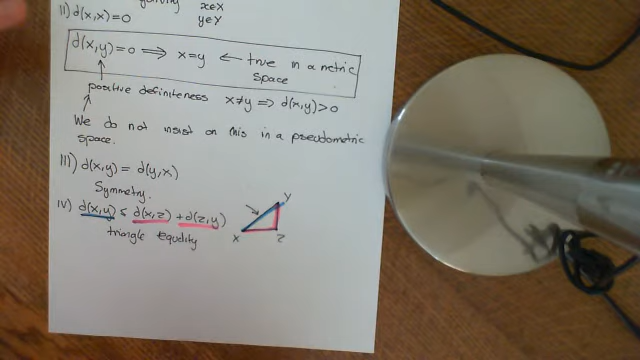 x∈X
II) d(x,x)=0 y∈Y
d(x,y)=0 ⟹ x=y ← true in a metric
space
positive definiteness x≠y ⟹ d(x,y)>0
We do not insist on this in a pseudometric
space.
III) d(x,y) = d(y,x)
Symmetry.
IV) d(x,y) ≤ d(x,z) + d(z,y)
triangle equality
y
x z